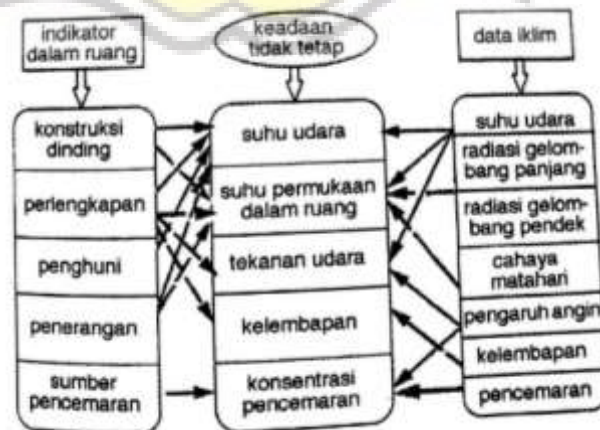 indikator
dalam ruang
keadaan
tidak tetap
data iklim
konstruksi
dinding
perlengkapan
penghuni
penerangan
sumber
pencemaran
suhu udara
suhu permukaan
dalam ruang
tekanan udara
kelembapan
konsentrasi
pencemaran
suhu udara
radiasi gelom-
bang panjang
radiasi gelom-
bang pendek
cahaya
matahari
pengaruh angin
kelembapan
pencemaran